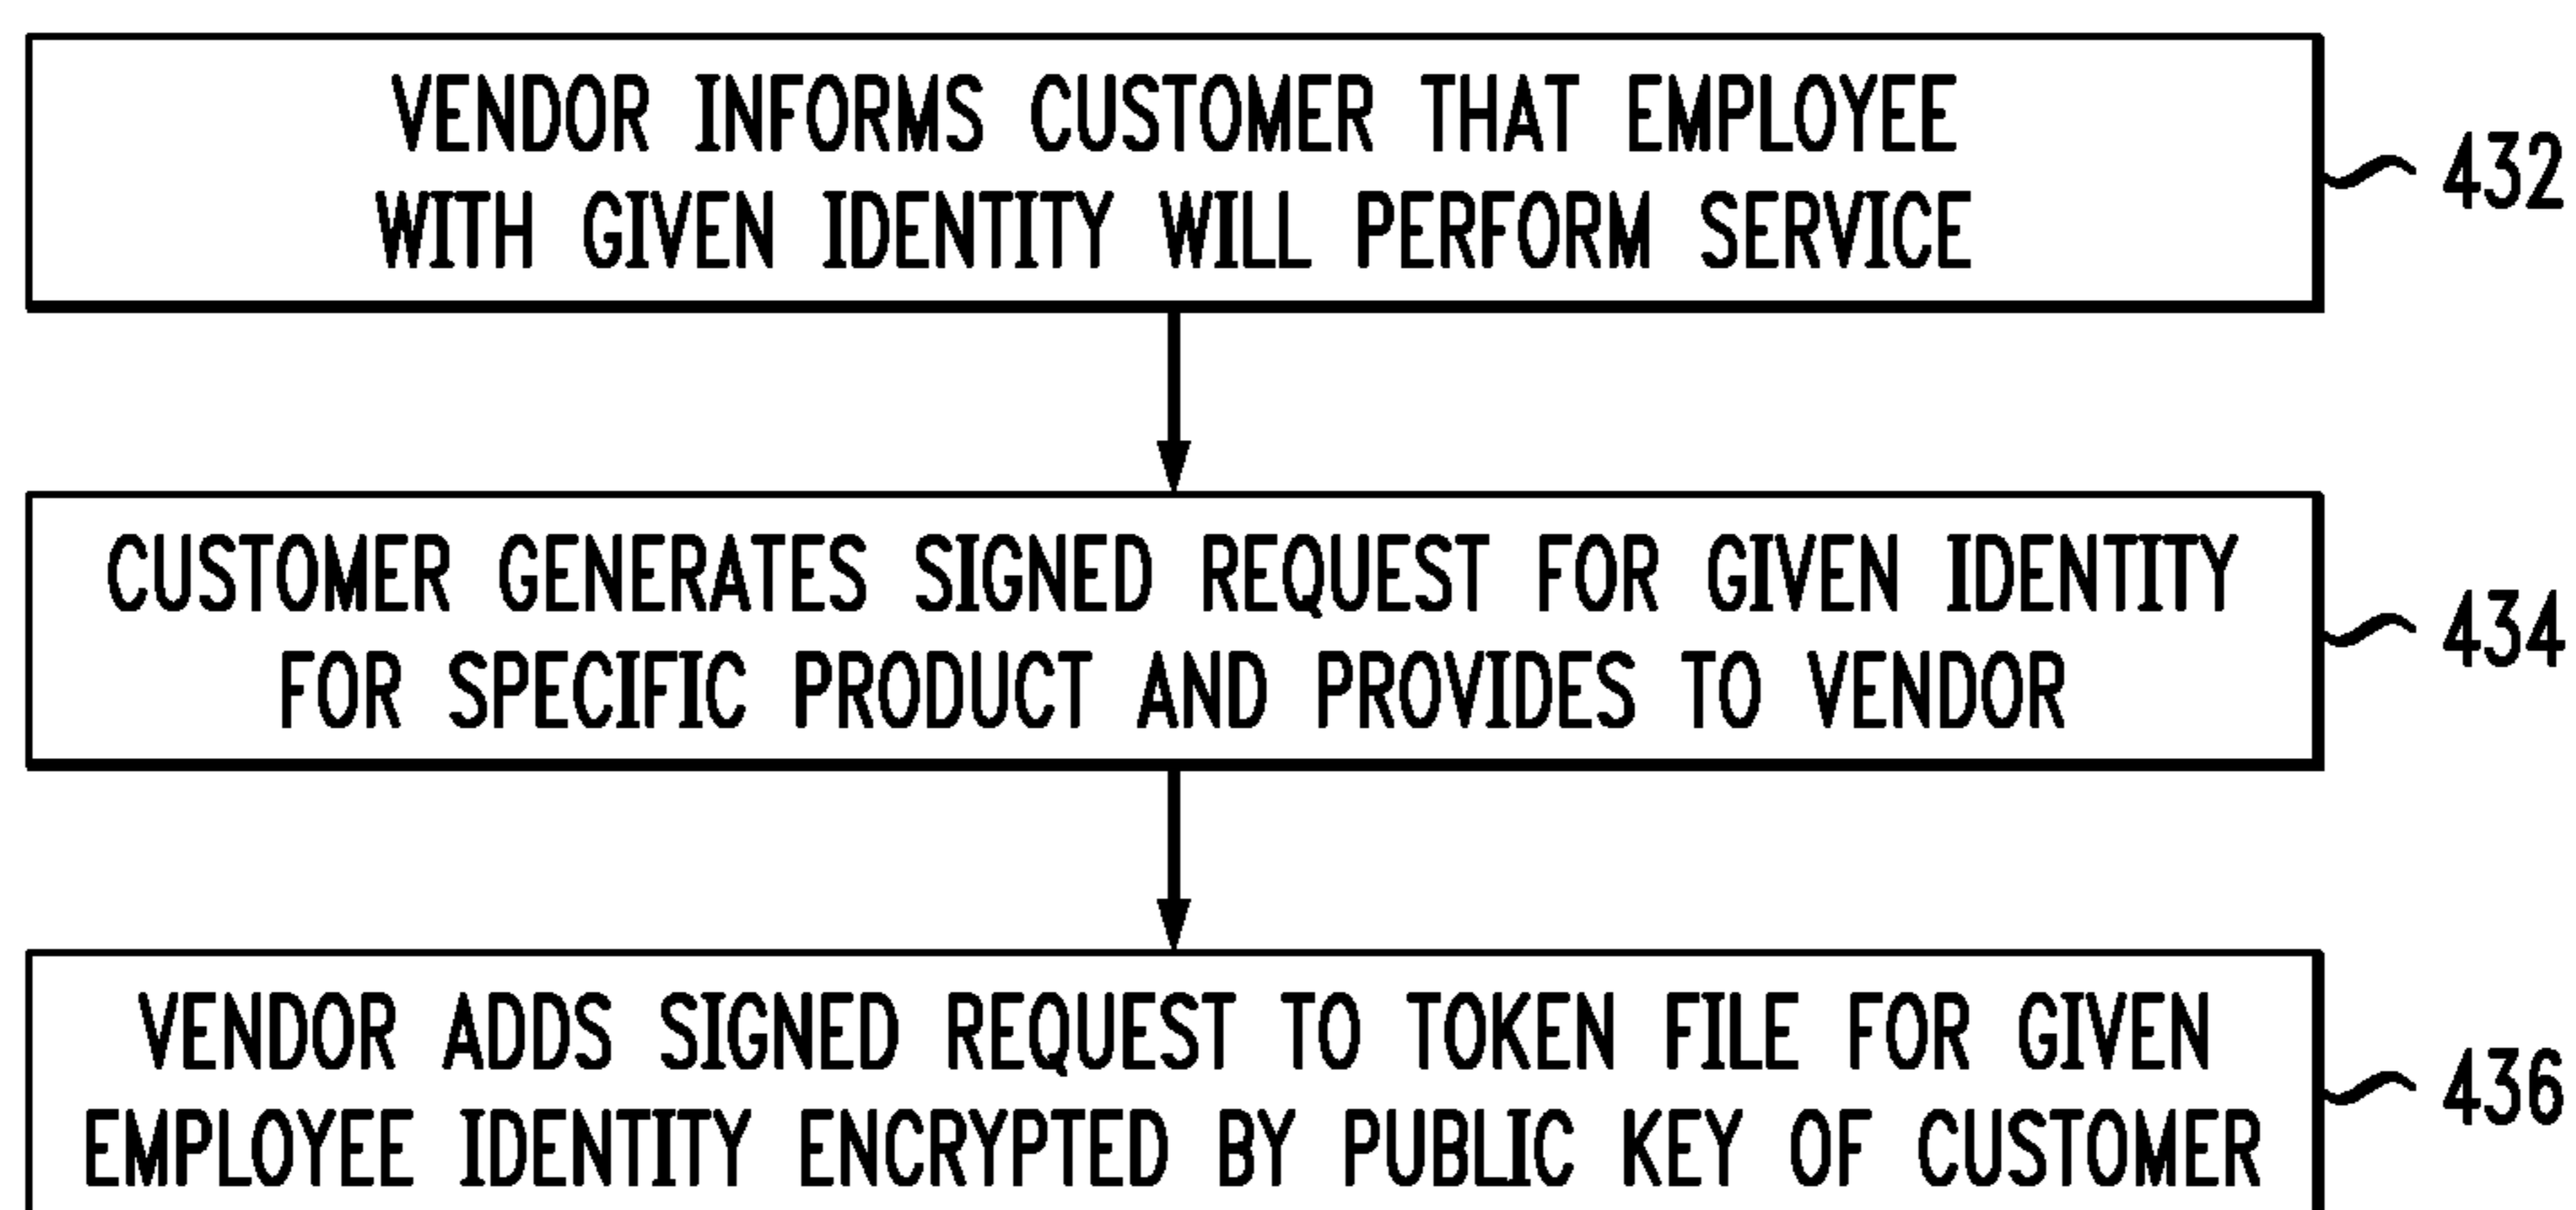 VENDOR INFORMS CUSTOMER THAT EMPLOYEE
WITH GIVEN IDENTITY WILL PERFORM SERVICE
432
CUSTOMER GENERATES SIGNED REQUEST FOR GIVEN IDENTITY
FOR SPECIFIC PRODUCT AND PROVIDES TO VENDOR
434
VENDOR ADDS SIGNED REQUEST TO TOKEN FILE FOR GIVEN
EMPLOYEE IDENTITY ENCRYPTED BY PUBLIC KEY OF CUSTOMER
436